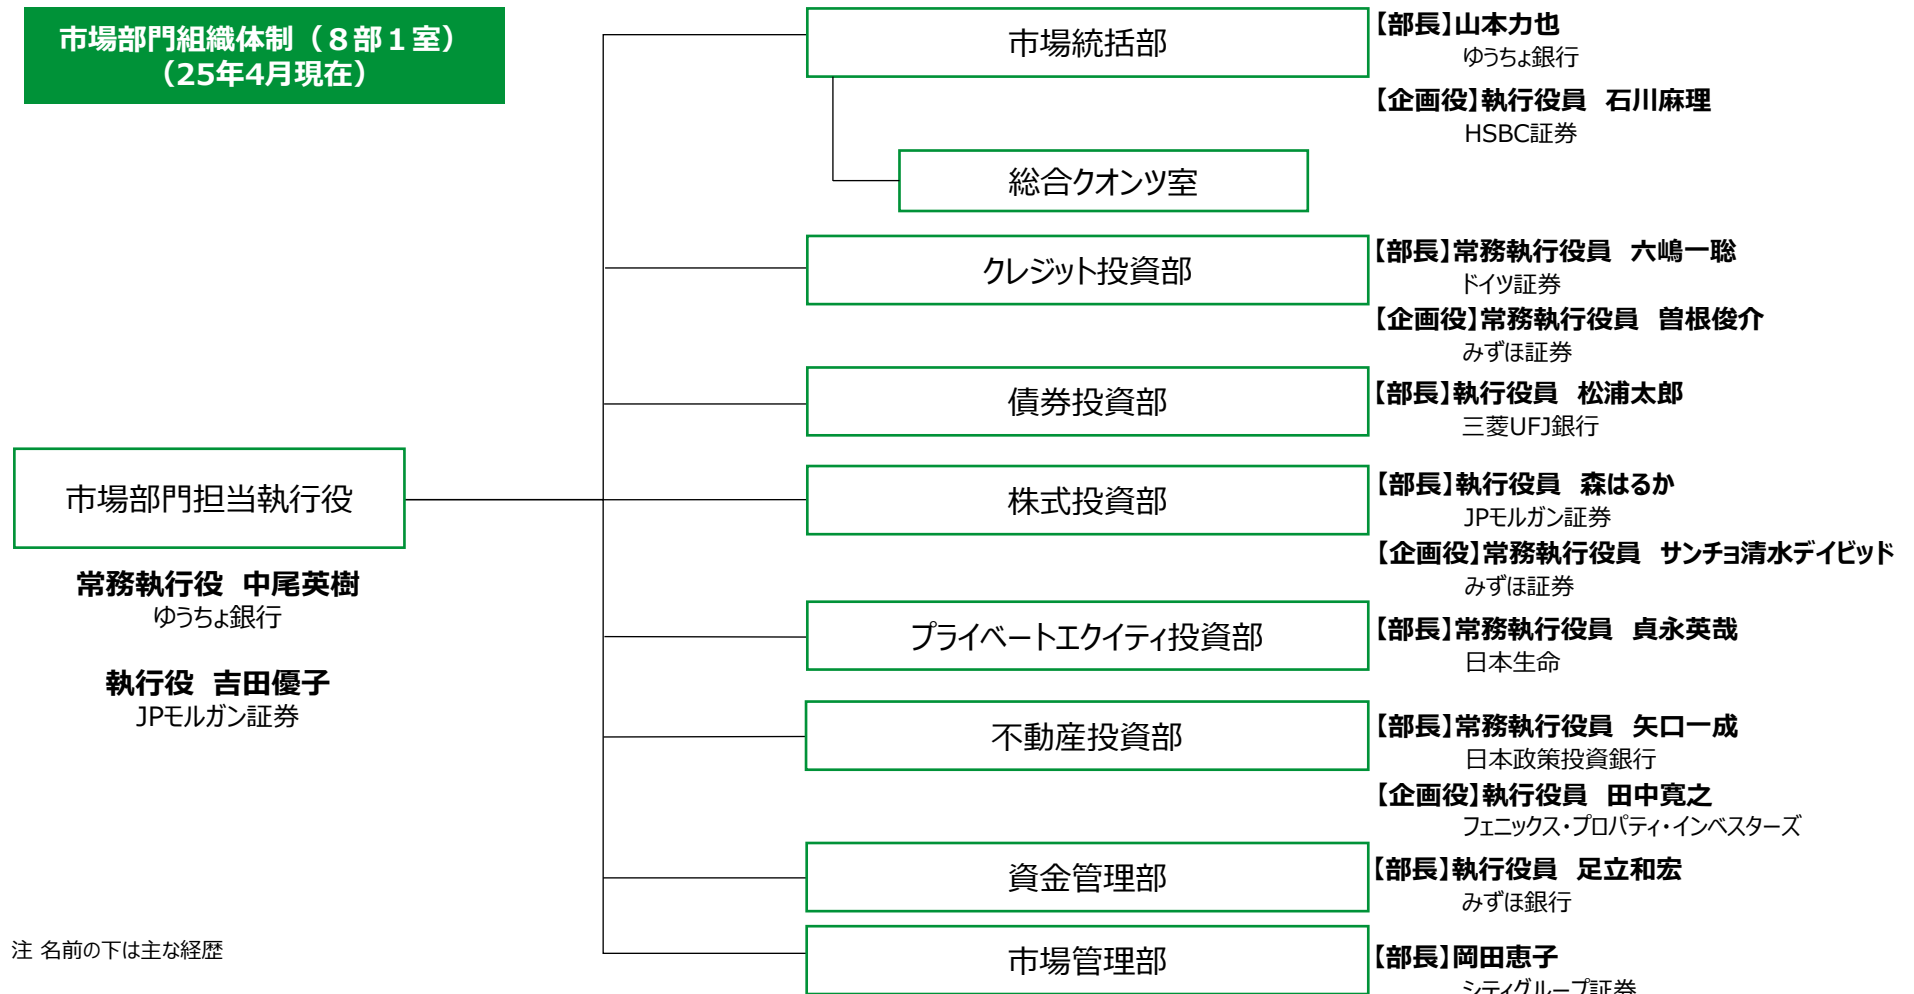 市場部門組織体制（８部１室）
（25年4月現在）
市場部門担当執行役
常務執行役　中尾英樹
ゆうちょ銀行
執行役　吉田優子
JPモルガン証券
市場統括部
【部長】山本力也
ゆうちょ銀行
【企画役】執行役員　石川麻理
HSBC証券
総合クオンツ室
クレジット投資部
【部長】常務執行役員　六嶋一聡
ドイツ証券
【企画役】常務執行役員　曽根俊介
みずほ証券
債券投資部
【部長】執行役員　松浦太郎
三菱UFJ銀行
株式投資部
【部長】執行役員　森はるか
JPモルガン証券
【企画役】常務執行役員　サンチョ清水デイビッド
みずほ証券
プライベートエクイティ投資部
【部長】常務執行役員　貞永英哉
日本生命
不動産投資部
【部長】常務執行役員　矢口一成
日本政策投資銀行
【企画役】執行役員　田中寛之
フェニックス・プロパティ・インベスターズ
資金管理部
【部長】執行役員　足立和宏
みずほ銀行
市場管理部
【部長】岡田恵子
シティグループ証券
注 名前の下は主な経歴